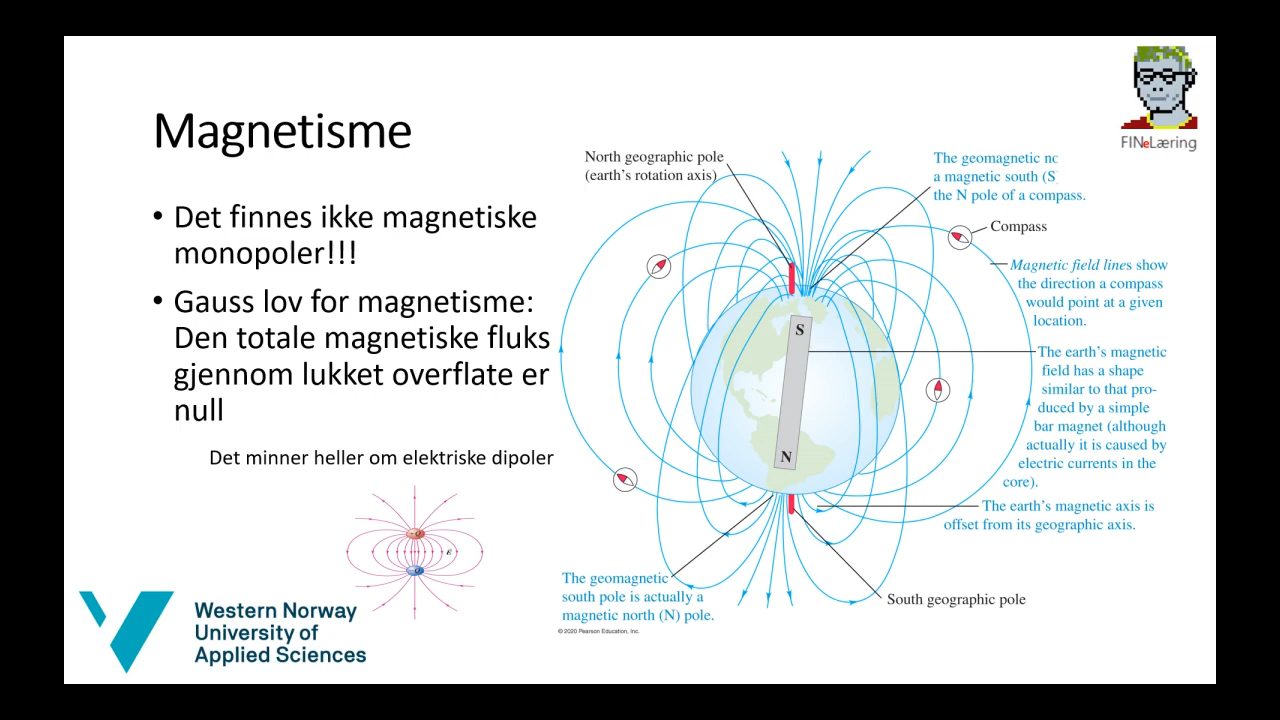 Magnetisme
• Det finnes ikke magnetiske
monopoler!!!
• Gauss lov for magnetisme:
Den totale magnetiske fluks
gjennom lukket overflate er
null
Det minner heller om elektriske dipoler
Western Norway
University of
Applied Sciences
FINeLæring
North geographic pole
(earth's rotation axis)
The geomagnetic no
a magnetic south (S
the N pole of a compass.
Compass
Magnetic field lines show
the direction a compass
would point at a given
location.
S
The earth's magnetic
field has a shape
similar to that pro-
duced by a simple
bar magnet (although
actually it is caused by
electric currents in the
core).
N
The earth's magnetic axis is
offset from its geographic axis.
The geomagnetic
south pole is actually a
magnetic north (N) pole.
South geographic pole
© 2020 Pearson Education, Inc.